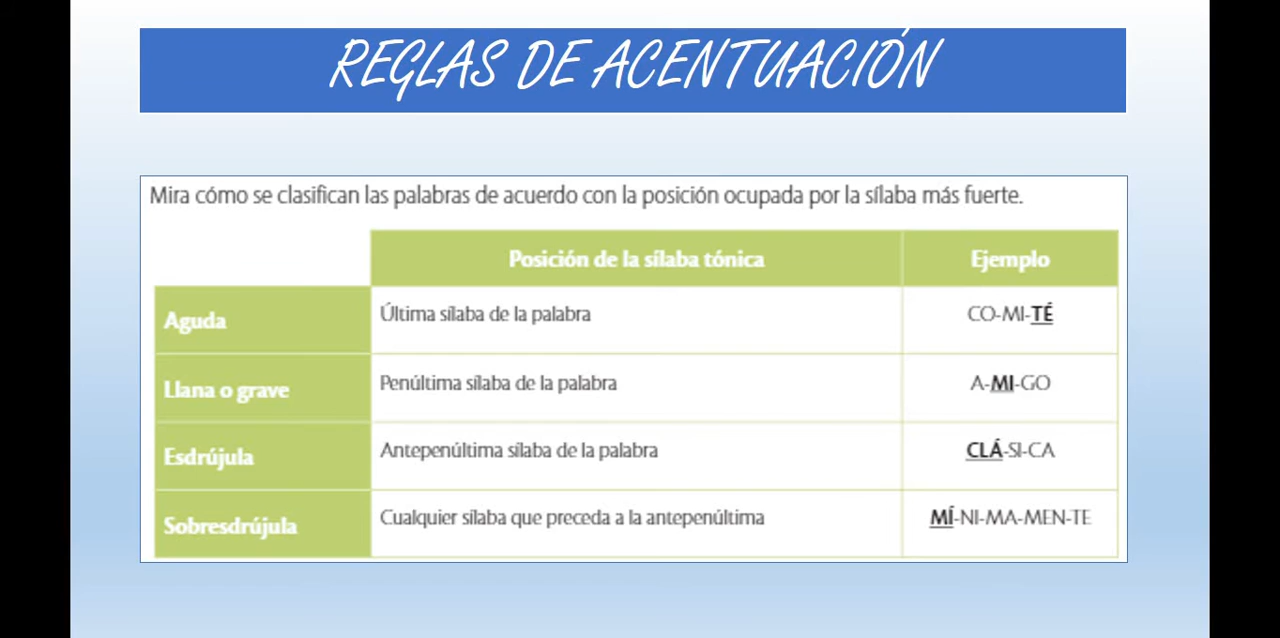 REGLAS DE ACENTUACIÓN
Mira cómo se clasifican las palabras de acuerdo con la posición ocupada por la sílaba más fuerte.
Posición de la sílaba tónica Ejemplo
Aguda Última sílaba de la palabra CO-MI-TÉ
Llana o grave Penúltima sílaba de la palabra A-MI-GO
Esdrújula Antepenúltima sílaba de la palabra CLÁ-SI-CA
Sobresdrújula Cualquier sílaba que preceda a la antepenúltima MÍ-NI-MA-MEN-TE